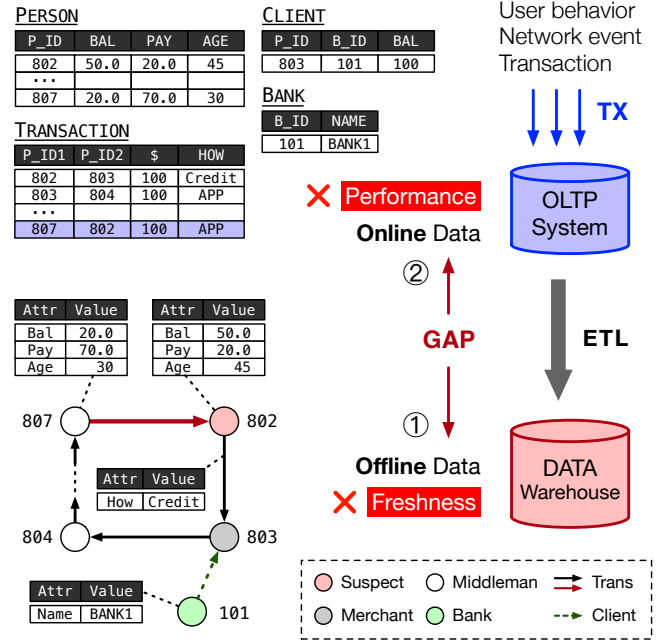 PERSON
P_ID BAL PAY AGE
802 50.0 20.0 45
...
807 20.0 70.0 30
CLIENT
P_ID B_ID BAL
803 101 100
BANK
B_ID NAME
101 BANK1
TRANSACTION
P_ID1 P_ID2 $ HOW
802 803 100 Credit
803 804 100 APP
...
807 802 100 APP
User behavior
Network event
Transaction
TX
OLTP
System
Performance
Online Data
②
GAP
ETL
①
Offline Data
Freshness
DATA
Warehouse
Attr Value
Bal 20.0
Pay 70.0
Age 30
Attr Value
Bal 50.0
Pay 20.0
Age 45
807
802
Attr Value
How Credit
804
803
Attr Value
Name BANK1
101
Suspect Middleman Trans
Merchant Bank Client